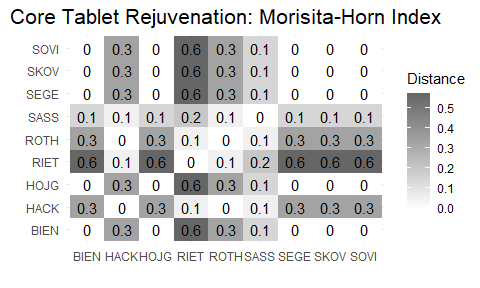 Core Tablet Rejuvenation: Morisita-Horn Index
SOVI 0 0.3 0 0.6 0.3 0.1 0 0 0
SKOV 0 0.3 0 0.6 0.3 0.1 0 0 0
SEGE 0 0.3 0 0.6 0.3 0.1 0 0 0
SASS 0.1 0.1 0.1 0.2 0.1 0 0.1 0.1 0.1
ROTH 0.3 0 0.3 0.1 0 0.1 0.3 0.3 0.3
RIET 0.6 0.1 0.6 0 0.1 0.2 0.6 0.6 0.6
HOJG 0 0.3 0 0.6 0.3 0.1 0 0 0
HACK 0.3 0 0.3 0.1 0 0.1 0.3 0.3 0.3
BIEN 0 0.3 0 0.6 0.3 0.1 0 0 0
BIEN HACK HOJG RIET ROTH SASS SEGE SKOV SOVI
Distance
0.5
0.4
0.3
0.2
0.1
0.0